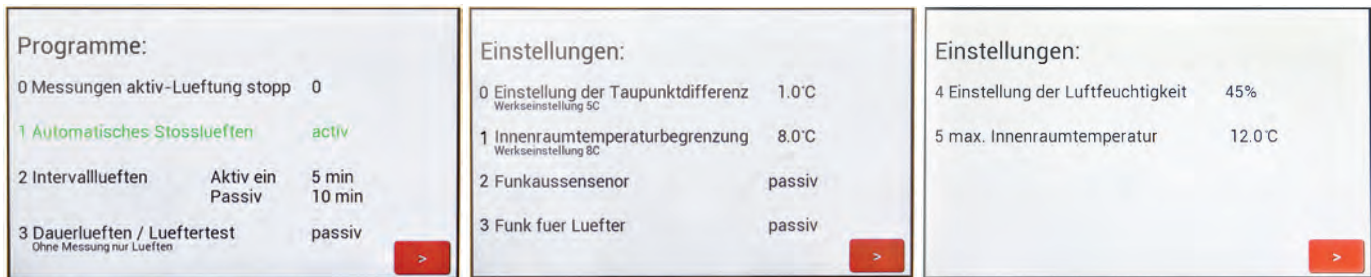 Programme:
0 Messungen aktiv-Lueftung stopp 0
1 Automatisches Stosslueften activ
2 Intervalllueften Aktiv ein 5 min
Passiv 10 min
3 Dauerlueften / Lueftertest passiv
Ohne Messung nur Lueften
>
Einstellungen:
0 Einstellung der Taupunktdifferenz 1.0°C
Werkseinstellung 5C
1 Innenraumtemperaturbegrenzung 8.0°C
Werkseinstellung 8C
2 Funkaussensenor passiv
3 Funk fuer Luefter passiv
>
Einstellungen:
4 Einstellung der Luftfeuchtigkeit 45%
5 max. Innenraumtemperatur 12.0°C
>